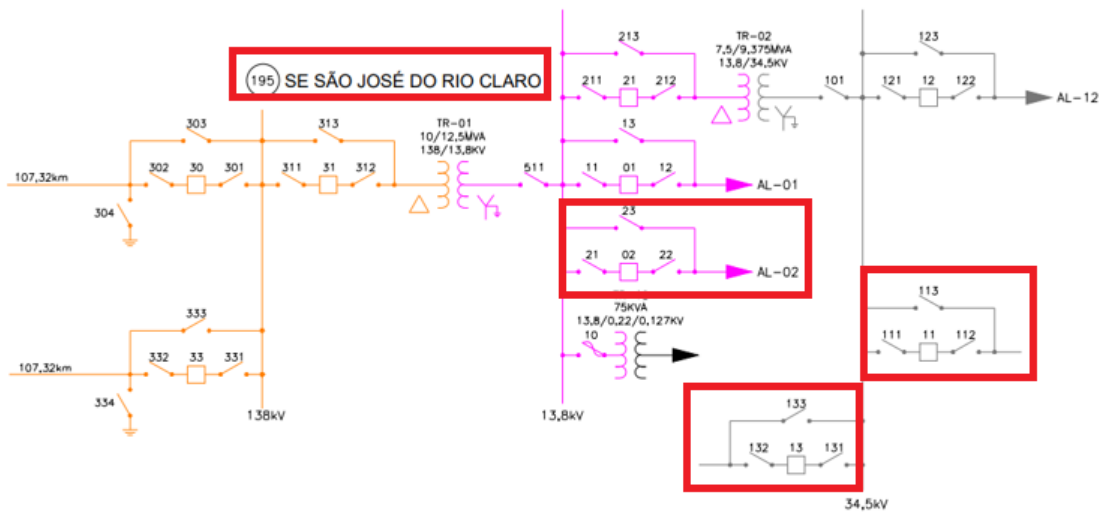 195 SE SÃO JOSÉ DO RIO CLARO
213
211 21 212
TR-02
7,5/9,375MVA
13,8/34,5KV
101
123
121 12 122
AL-12
303
302 30 301
107,32km
304
313
311 31 312
TR-01
10/12,5MVA
138/13,8KV
511
13
11 01 12
AL-01
23
21 02 22
AL-02
75KVA
13,8/0,22/0,127KV
10
113
111 11 112
333
332 33 331
107,32km
334
138kV
13,8kV
133
132 13 131
34,5kV